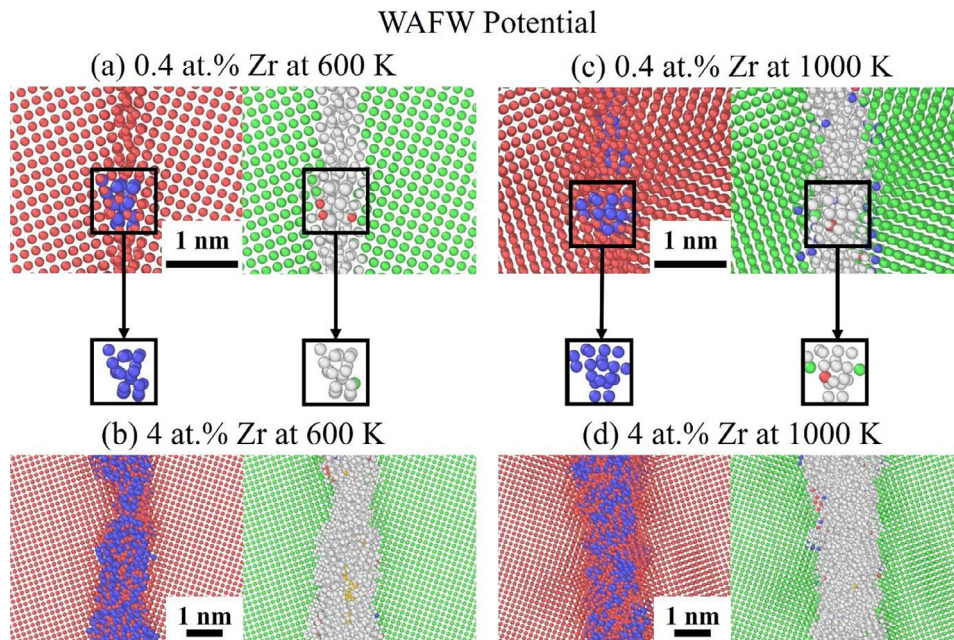 WAFW Potential
(a) 0.4 at.% Zr at 600 K
(c) 0.4 at.% Zr at 1000 K
1 nm
1 nm
(b) 4 at.% Zr at 600 K
(d) 4 at.% Zr at 1000 K
1 nm
1 nm